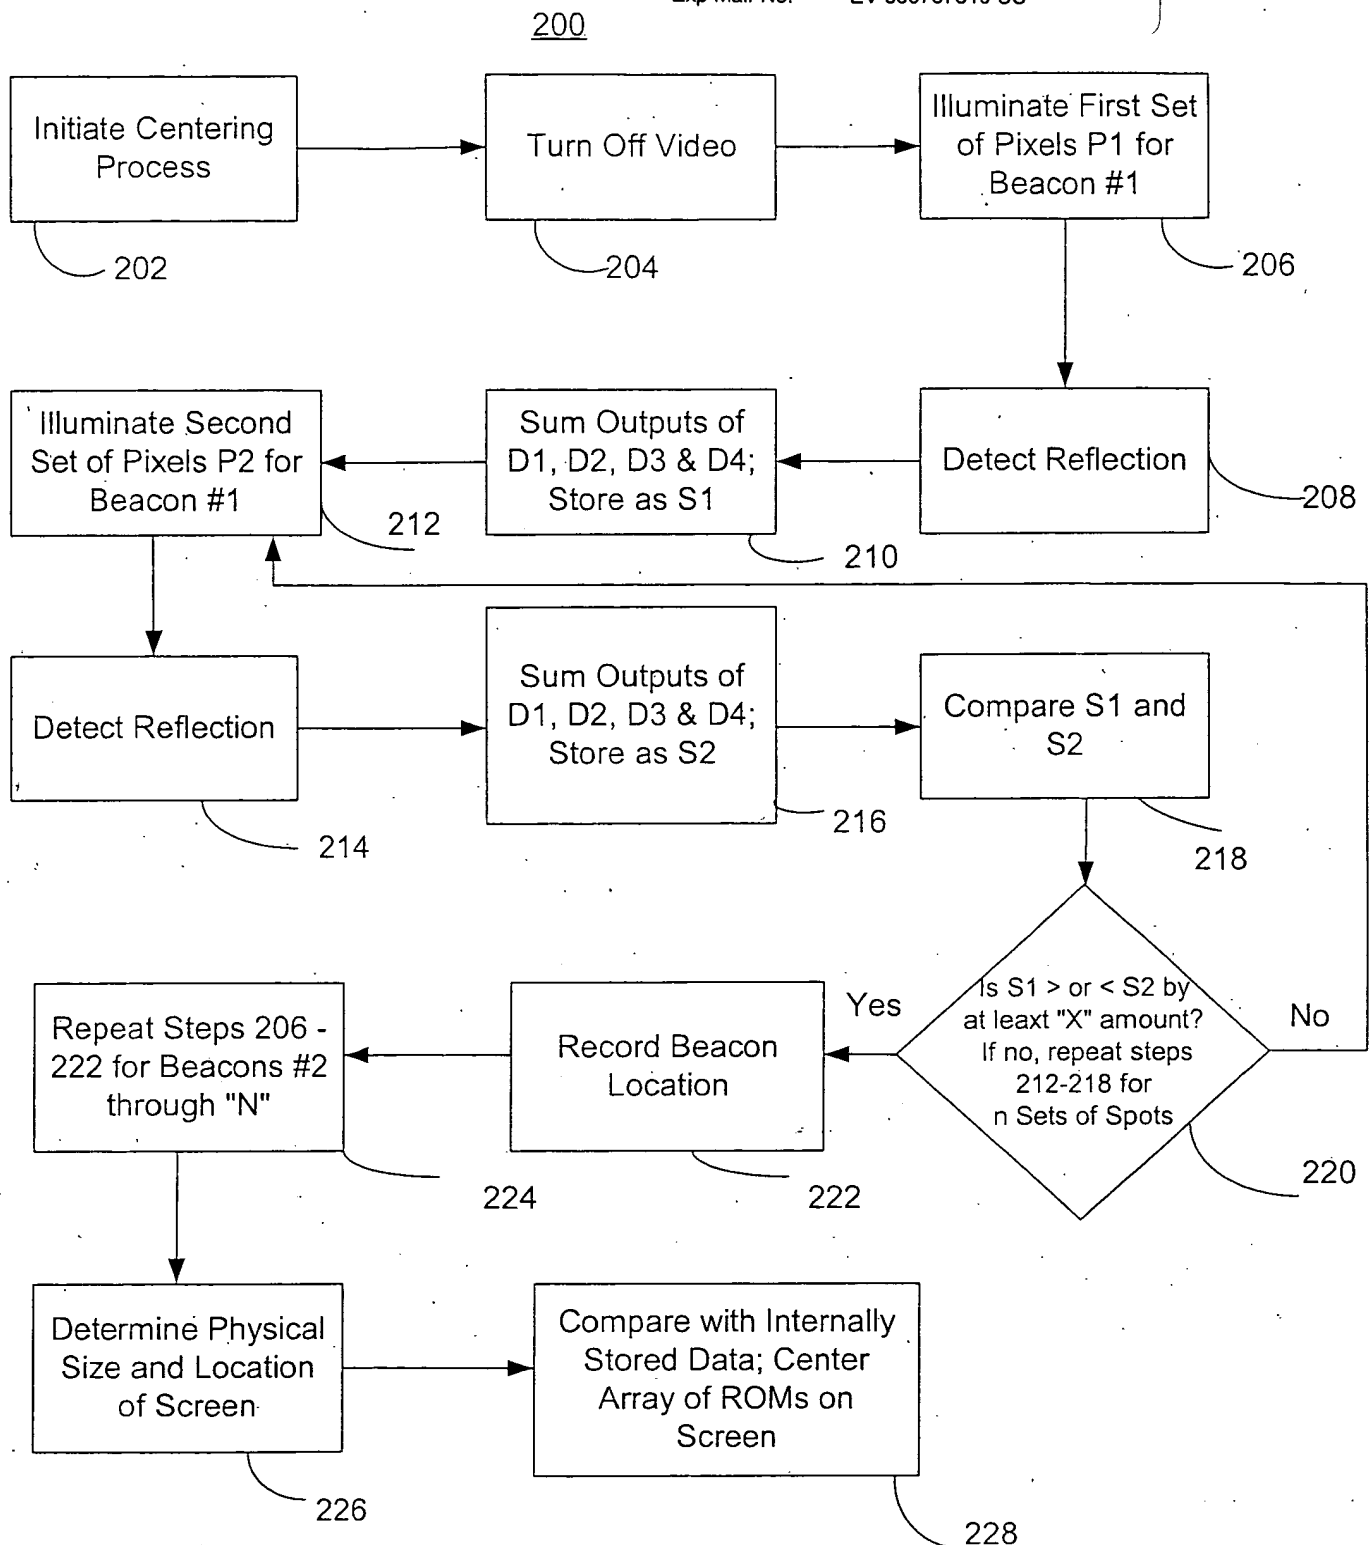 200
Initiate Centering
Process
202
Turn Off Video
204
Illuminate First Set
of Pixels P1 for
Beacon #1
206
Detect Reflection
208
Sum Outputs of
D1, D2, D3 & D4;
Store as S1
210
Illuminate Second
Set of Pixels P2 for
Beacon #1
212
Detect Reflection
214
Sum Outputs of
D1, D2, D3 & D4;
Store as S2
216
Compare S1 and
S2
218
Is S1 > or < S2 by
at leaxt "X" amount?
If no, repeat steps
212-218 for
n Sets of Spots
220
No
Yes
Record Beacon
Location
222
Repeat Steps 206 -
222 for Beacons #2
through "N"
224
Determine Physical
Size and Location
of Screen
226
Compare with Internally
Stored Data; Center
Array of ROMs on
Screen
228